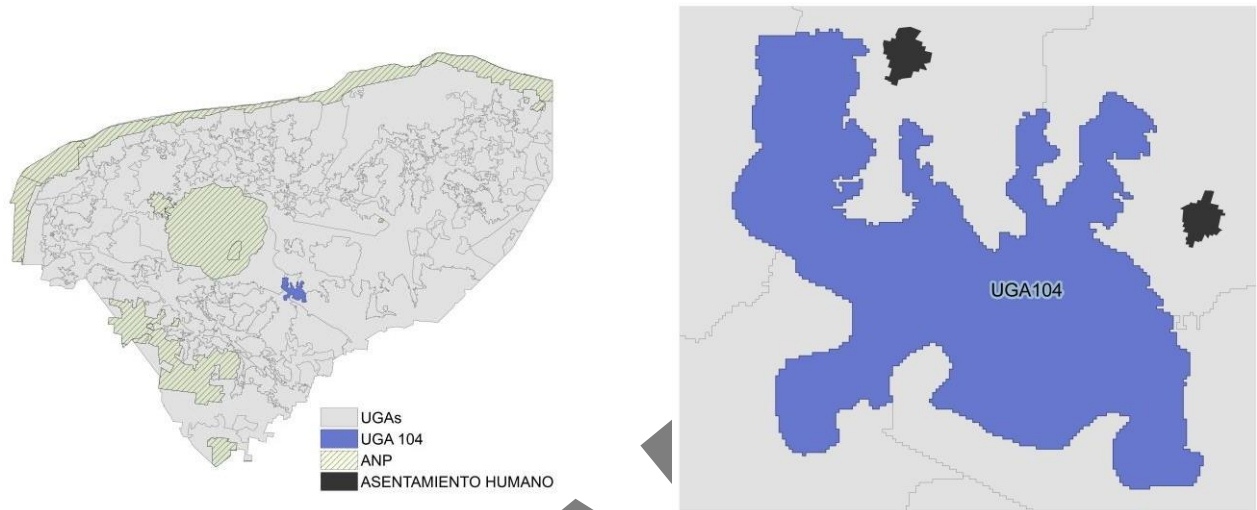 UGAs
UGA 104
ANP
ASENTAMIENTO HUMANO
UGA104